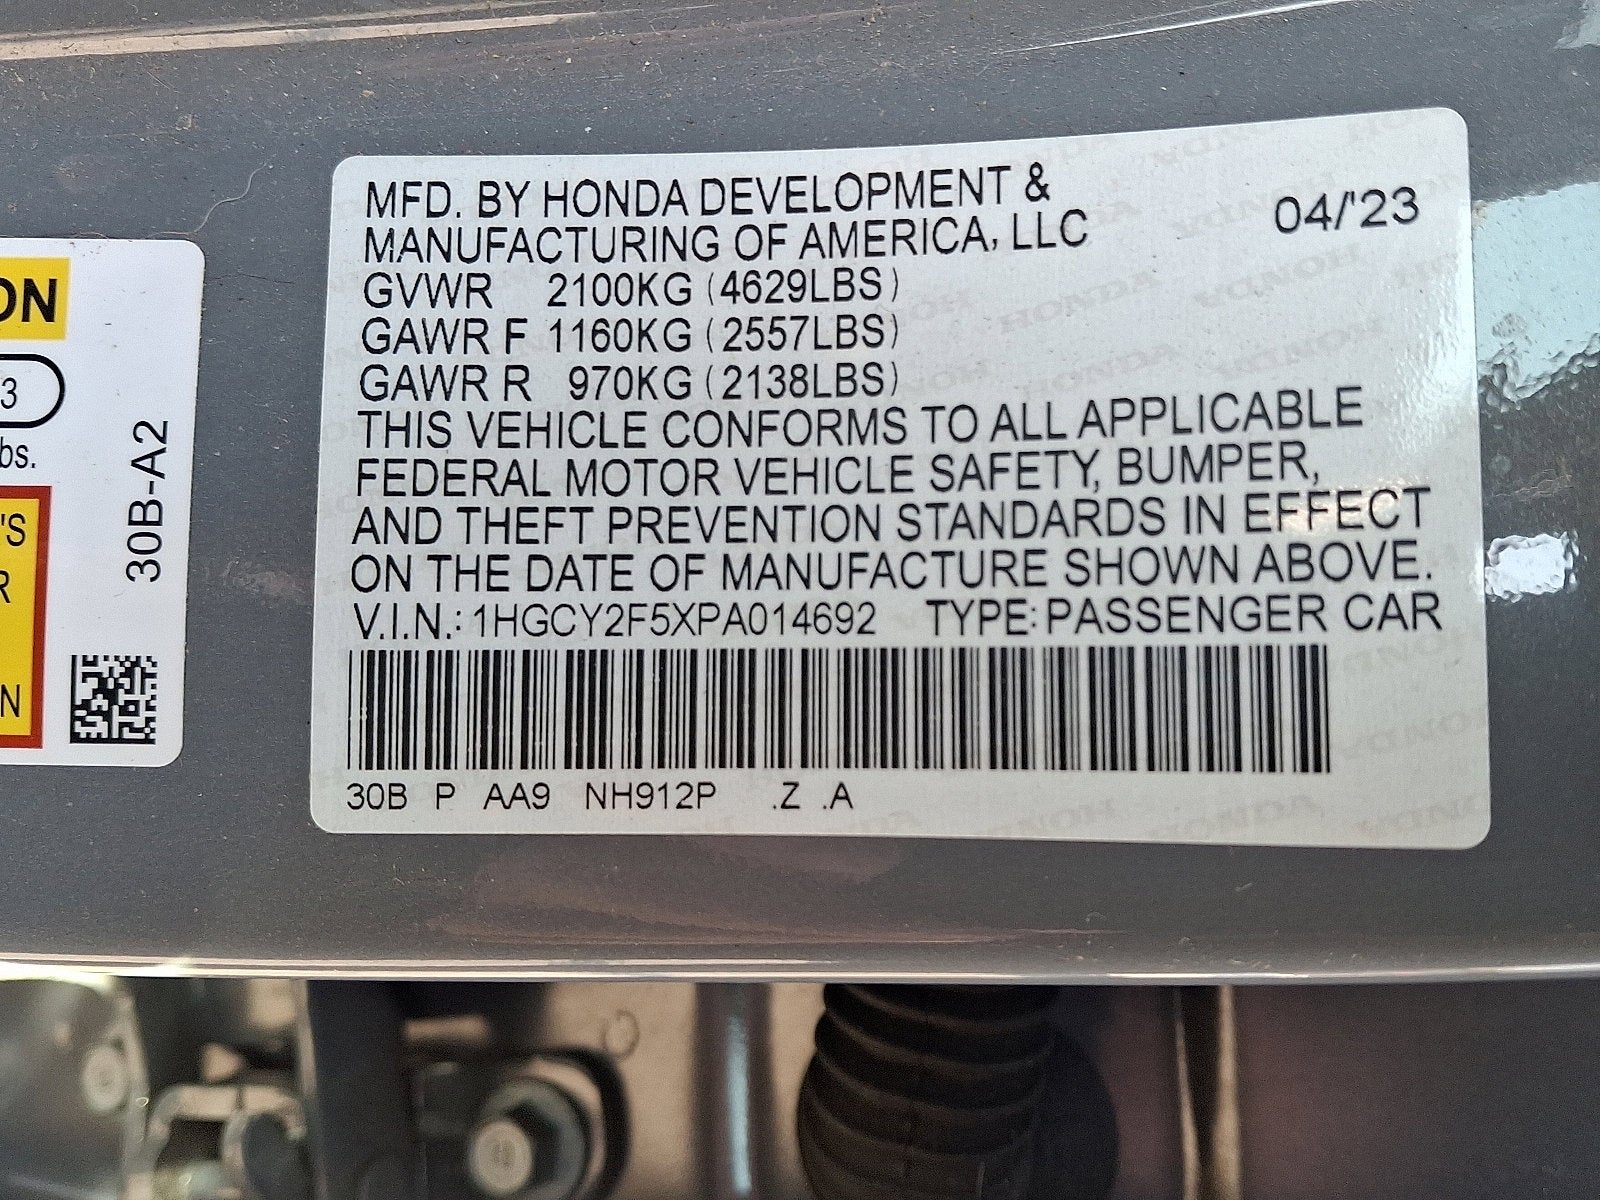 MFD. BY HONDA DEVELOPMENT &
MANUFACTURING OF AMERICA, LLC
04/'23
GVWR 2100KG (4629LBS)
GAWR F 1160KG (2557LBS)
GAWR R 970KG (2138LBS)
THIS VEHICLE CONFORMS TO ALL APPLICABLE
FEDERAL MOTOR VEHICLE SAFETY, BUMPER,
AND THEFT PREVENTION STANDARDS IN EFFECT
ON THE DATE OF MANUFACTURE SHOWN ABOVE.
V.I.N.: 1HGCY2F5XPA014692 TYPE: PASSENGER CAR
30B P AA9 NH912P .Z .A
ON
3
bs.
'S
R
N
30B-A2